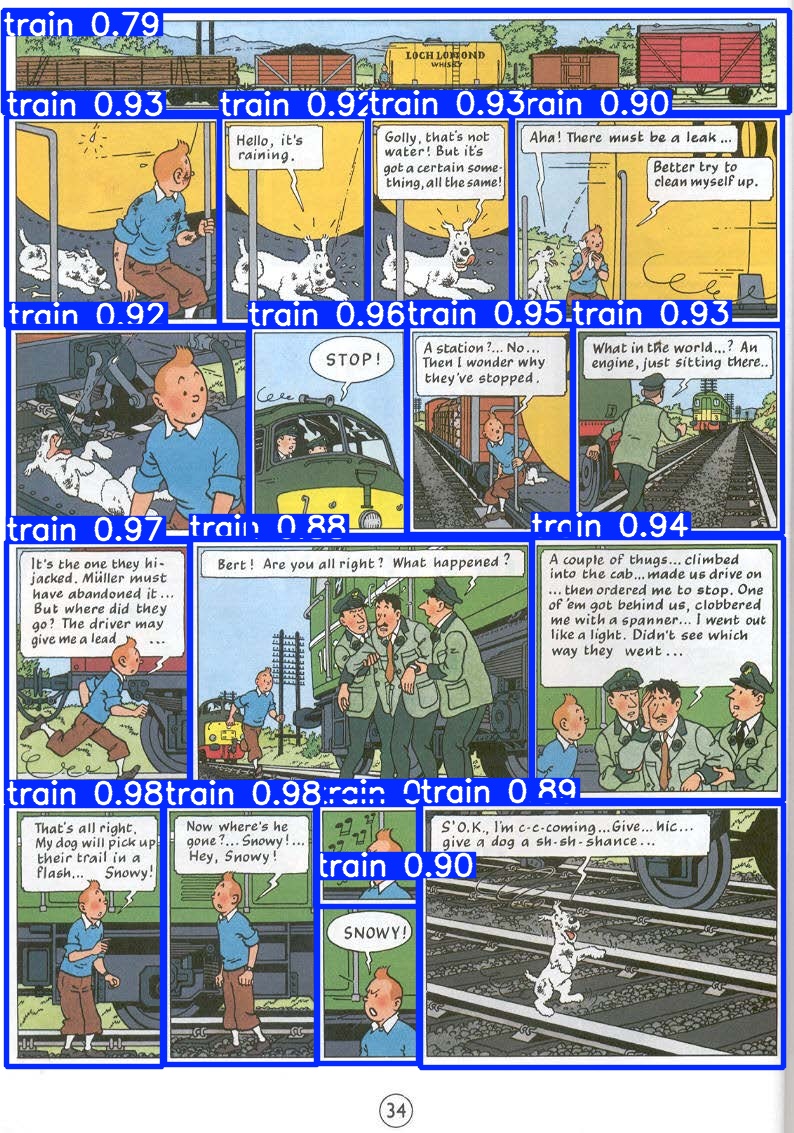 train 0.79
LOCH LOMOND
WHISKY
train 0.93
train 0.92
train 0.93
train 0.90
Hello, it's
raining.
Golly, that's not
water! But it's
got a certain some-
thing, all the same!
Aha! There must be a leak ...
Better try to
clean myself up.
train 0.92
train 0.96
train 0.95
train 0.93
STOP!
A station?... No...
Then I wonder why
they've stopped.
What in the world...? An
engine, just sitting there..
train 0.97
train 0.88
train 0.94
It's the one they hi-
jacked. Müller must
have abandoned it ...
But where did they
go? The driver may
give me a lead ...
Bert! Are you all right? What happened?
A couple of thugs... climbed
into the cab... made us drive on
... then ordered me to stop. One
of 'em got behind us, clobbered
me with a spanner... I went out
like a light. Didn't see which
way they went ...
train 0.98
train 0.98
train 0.89
That's all right.
My dog will pick up
their trail in a
flash... Snowy!
Now where's he
gone?... Snowy!...
Hey, Snowy!
train 0.90
SNOWY!
S'O.K., I'm c-c-coming...Give... hic...
give a dog a sh-sh-shance...
34